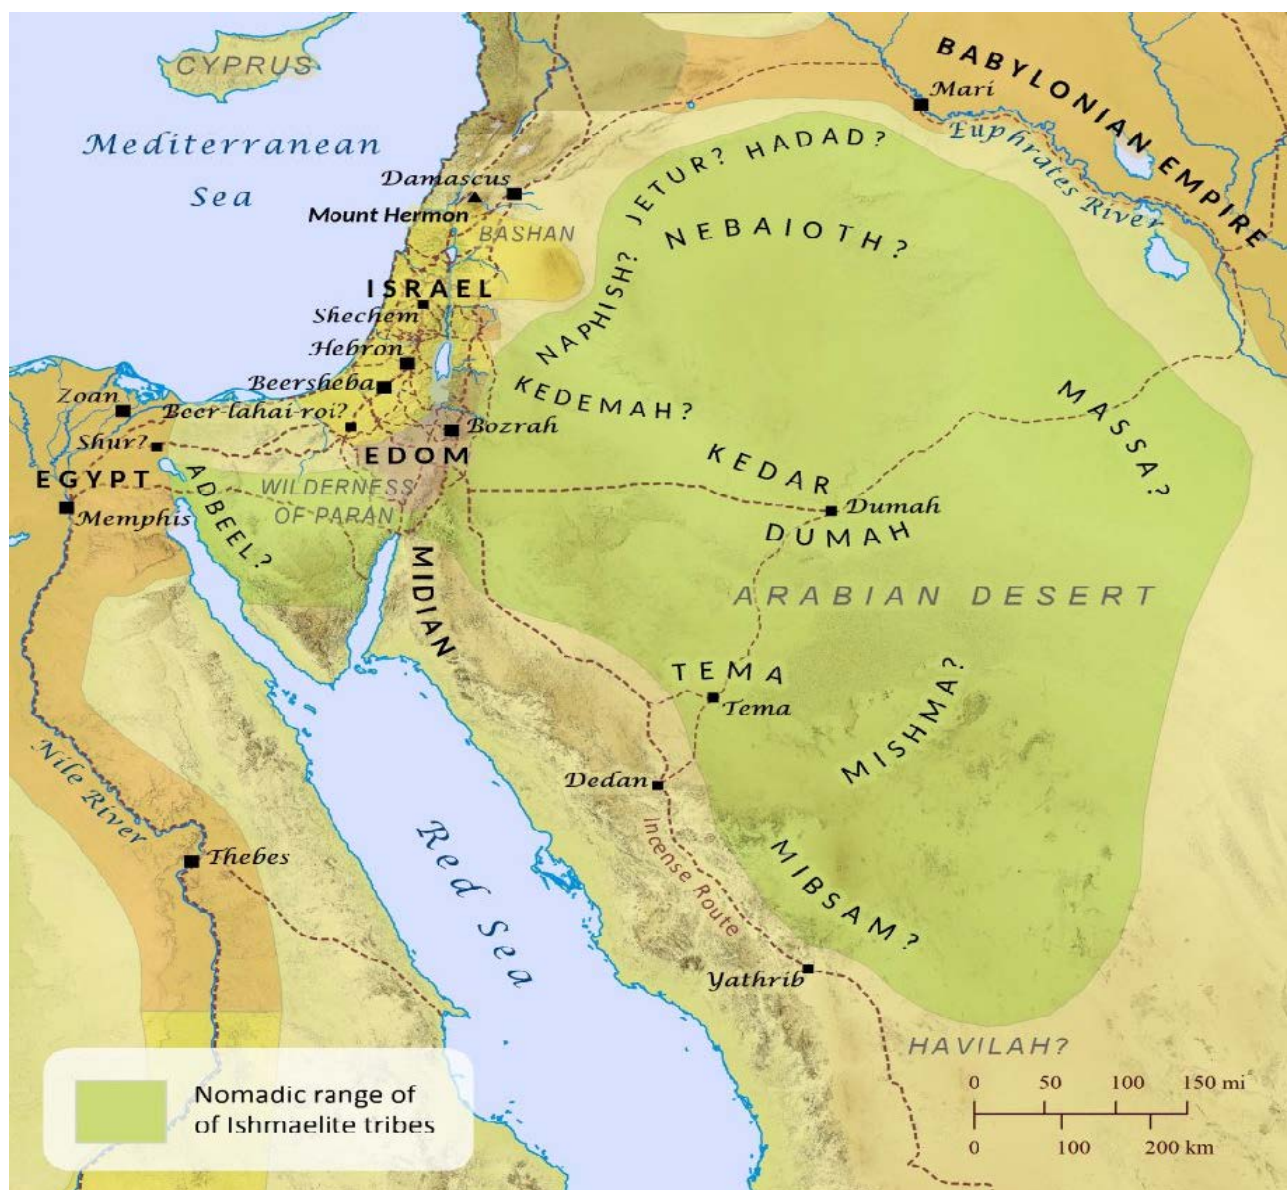 CYPRUS
Mediterranean
Sea
BABYLONIAN EMPIRE
Mari
Euphrates River
Damascus
Mount Hermon
BASHAN
JETUR?
HADAD?
NEBAIOTH?
NAPHISH?
ISRAEL
Shechem
Hebron
Beersheba
Beer-lahai-roi?
Zoan
Shur?
Bozrah
EDOM
EGYPT
Memphis
ADBEEL?
WILDERNESS
OF PARAN
KEDEMAH?
KEDAR
MASSA?
Dumah
DUMAH
MIDIAN
ARABIAN DESERT
TEMA
Tema
MISHMA?
Dedan
Incense Route
MIBSAM?
Nile River
Thebes
Red Sea
Yathrib
HAVILAH?
Nomadic range of
of Ishmaelite tribes
0 50 100 150 mi
0 100 200 km